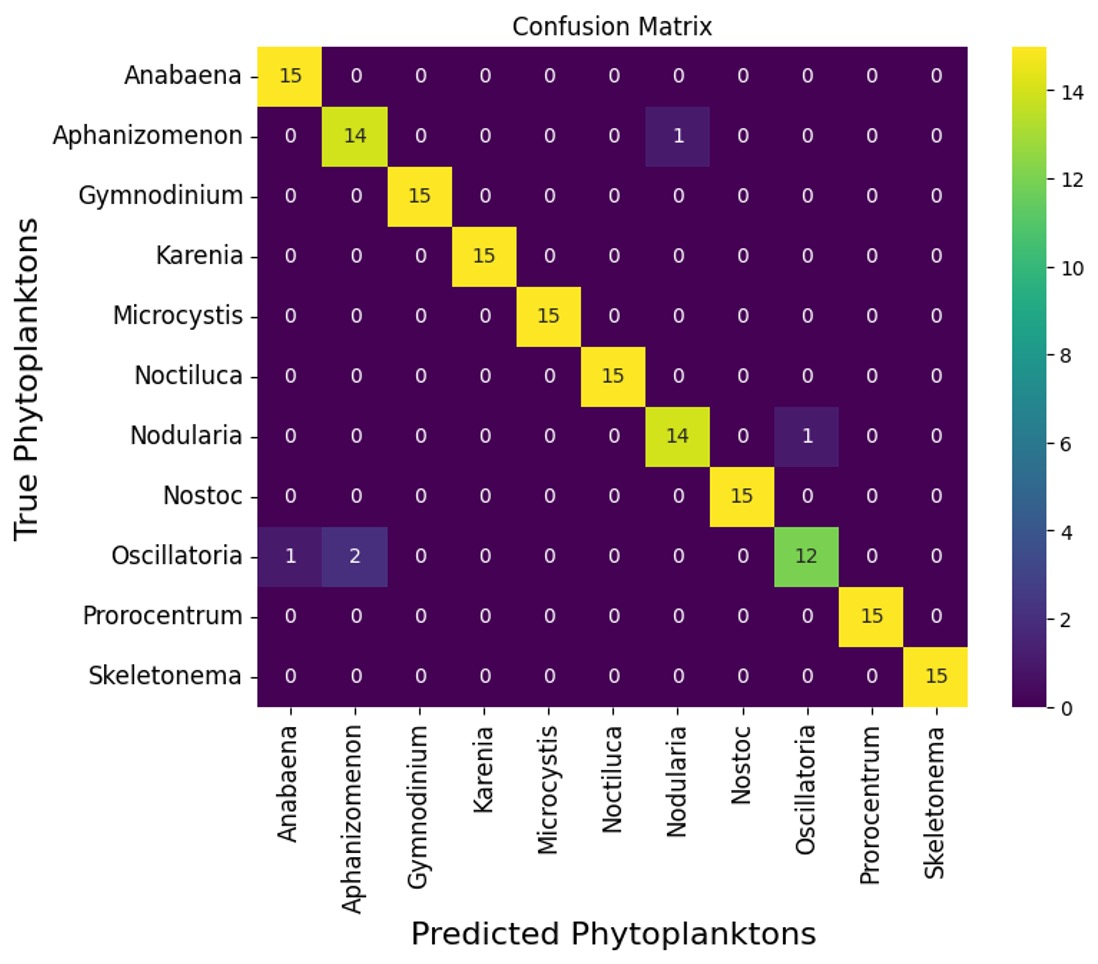 Confusion Matrix
True Phytoplanktons
Anabaena 15 0 0 0 0 0 0 0 0 0 0
Aphanizomenon 0 14 0 0 0 0 1 0 0 0 0
Gymnodinium 0 0 15 0 0 0 0 0 0 0 0
Karenia 0 0 0 15 0 0 0 0 0 0 0
Microcystis 0 0 0 0 15 0 0 0 0 0 0
Noctiluca 0 0 0 0 0 15 0 0 0 0 0
Nodularia 0 0 0 0 0 0 14 0 1 0 0
Nostoc 0 0 0 0 0 0 0 15 0 0 0
Oscillatoria 1 2 0 0 0 0 0 0 12 0 0
Prorocentrum 0 0 0 0 0 0 0 0 0 15 0
Skeletonema 0 0 0 0 0 0 0 0 0 0 15
Anabaena
Aphanizomenon
Gymnodinium
Karenia
Microcystis
Noctiluca
Nodularia
Nostoc
Oscillatoria
Prorocentrum
Skeletonema
Predicted Phytoplanktons
14
12
10
8
6
4
2
0